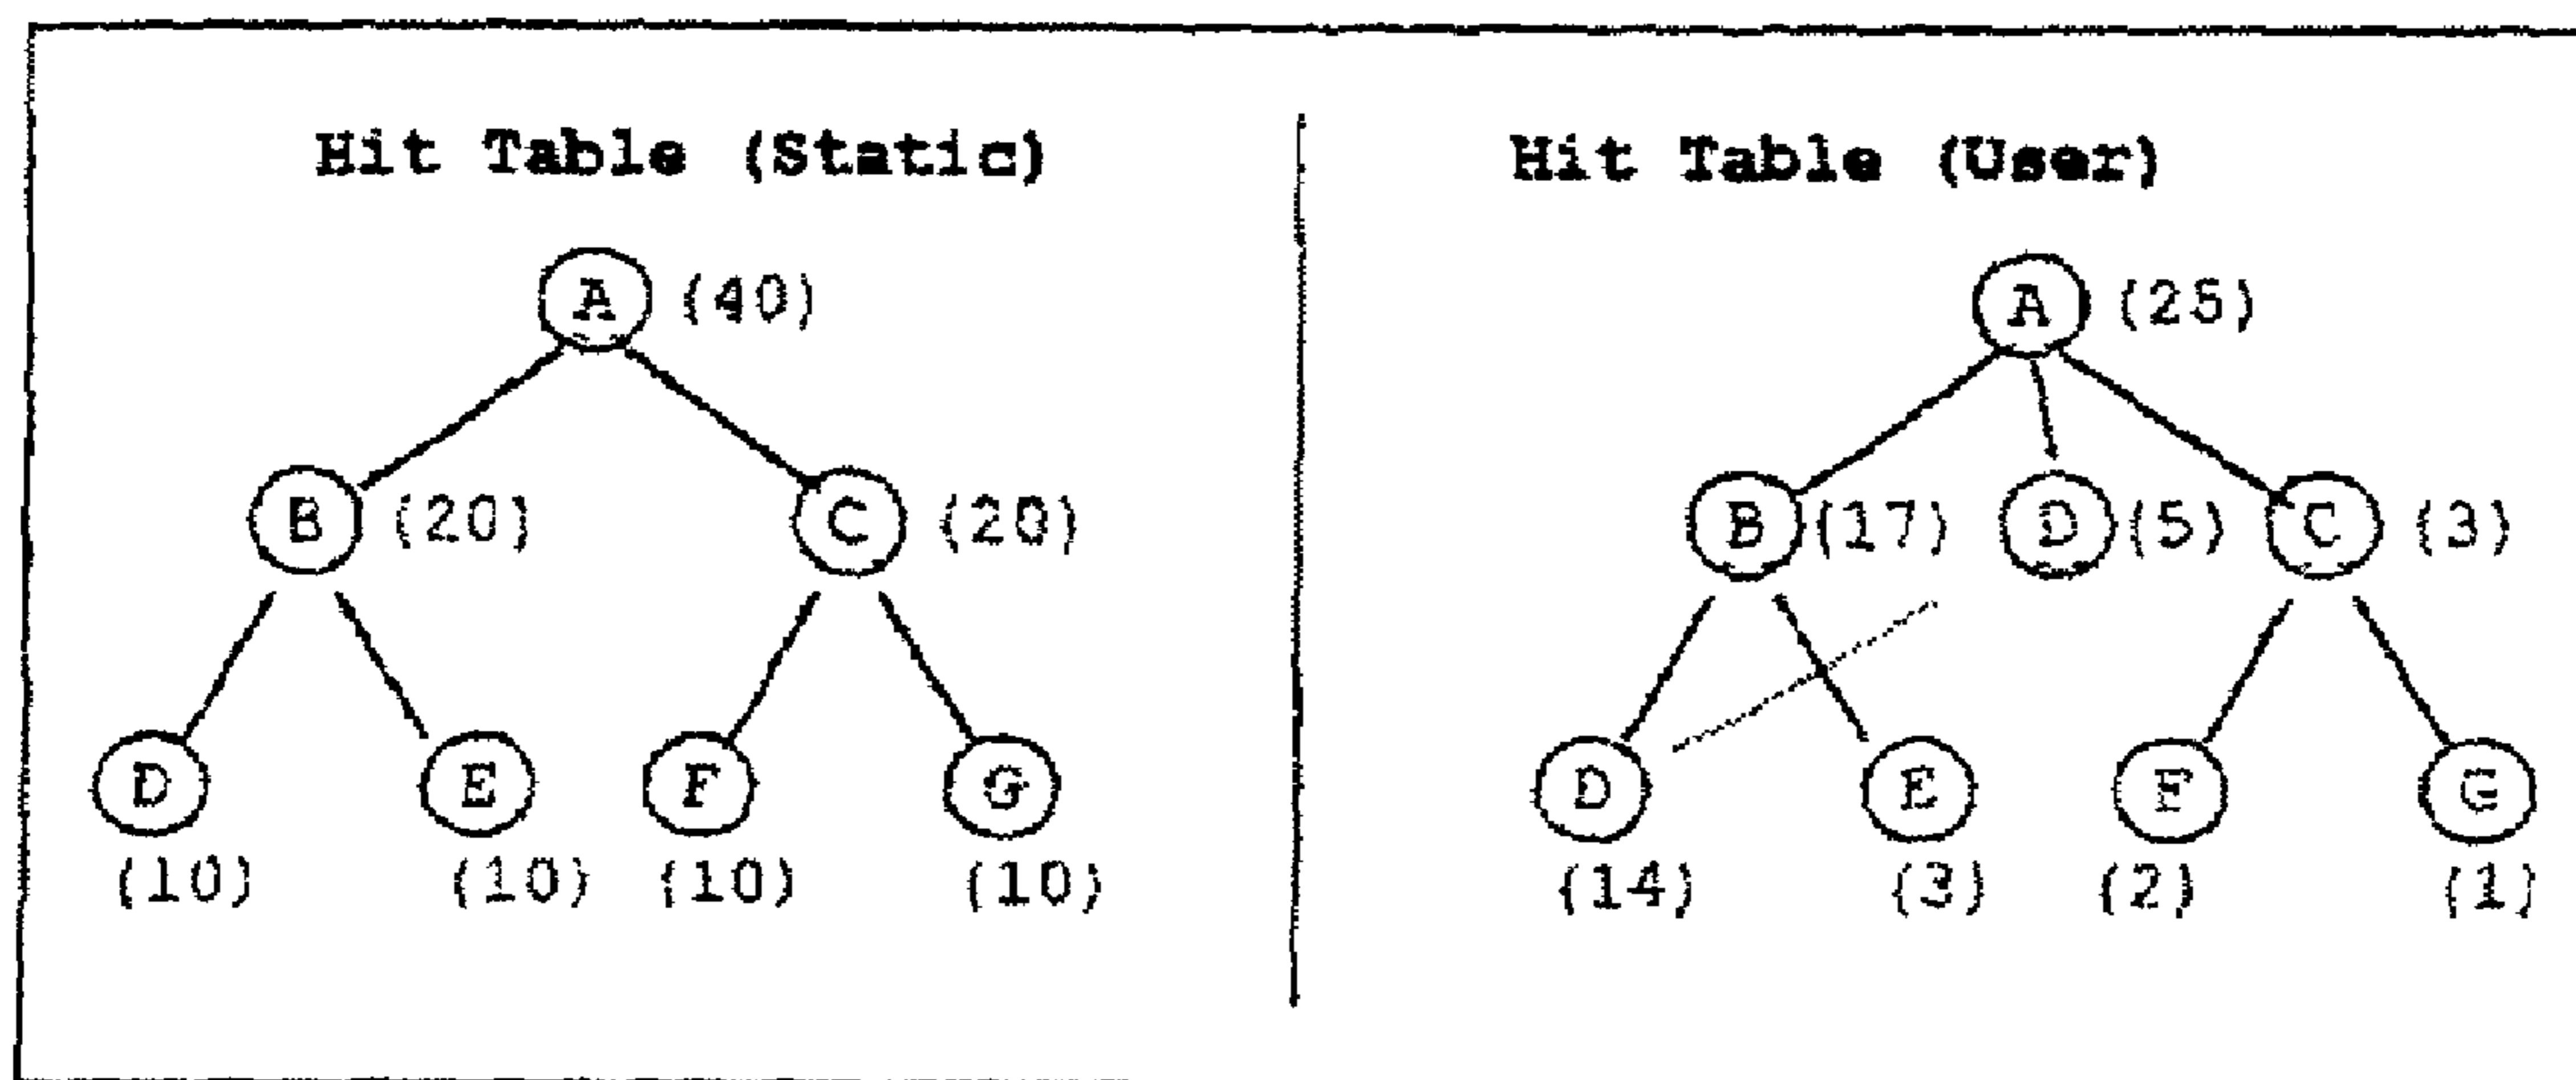 Hit Table (Static)
A (40)
B (20) C (20)
D E F G
(10) (10) (10) (10)
Hit Table (User)
A (25)
B (17) D (5) C (3)
D E F G
(14) (3) (2) (1)